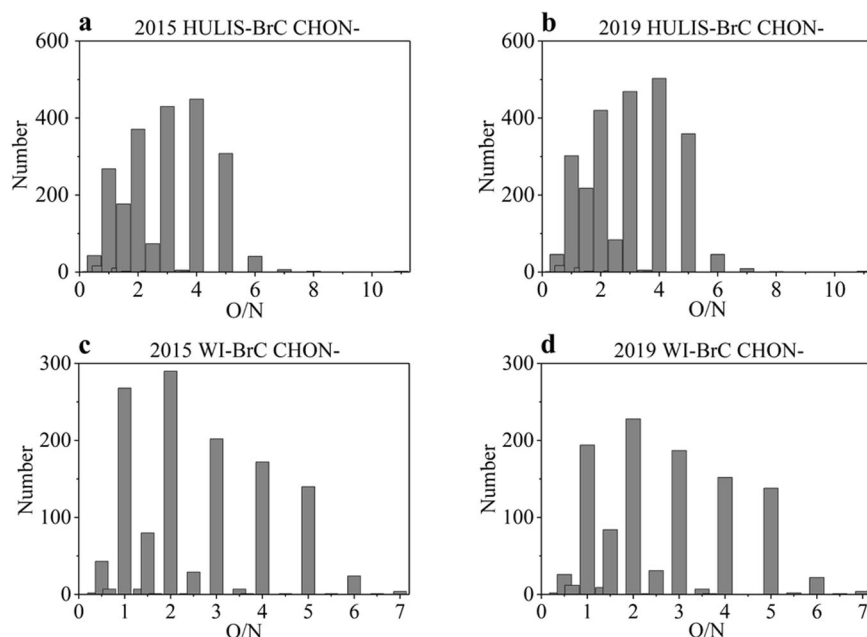 a 2015 HULIS-BrC CHON-
600
400
200
0
Number
0 2 4 6 8 10
O/N
b 2019 HULIS-BrC CHON-
600
400
200
0
Number
0 2 4 6 8 10
O/N
c 2015 WI-BrC CHON-
300
200
100
0
Number
1 2 3 4 5 6 7
O/N
d 2019 WI-BrC CHON-
300
200
100
0
Number
0 1 2 3 4 5 6 7
O/N